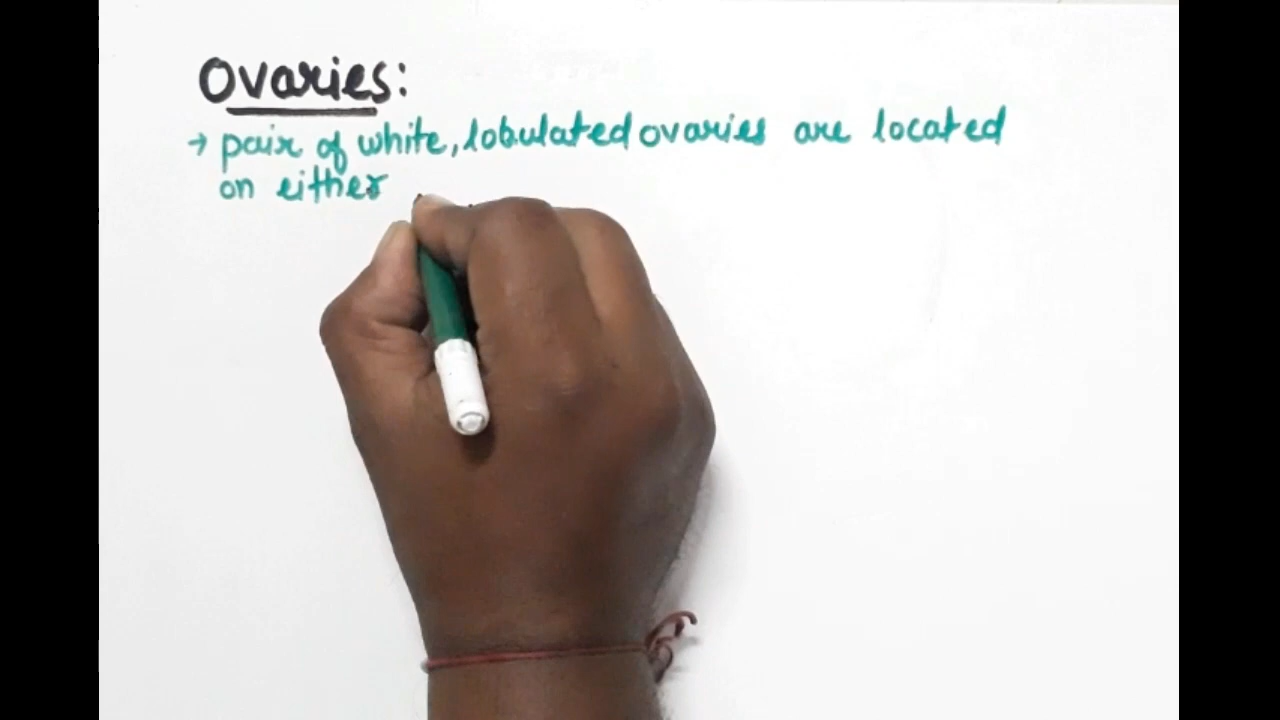 Ovaries:
→ pair of white, lobulated ovaries are located
on either